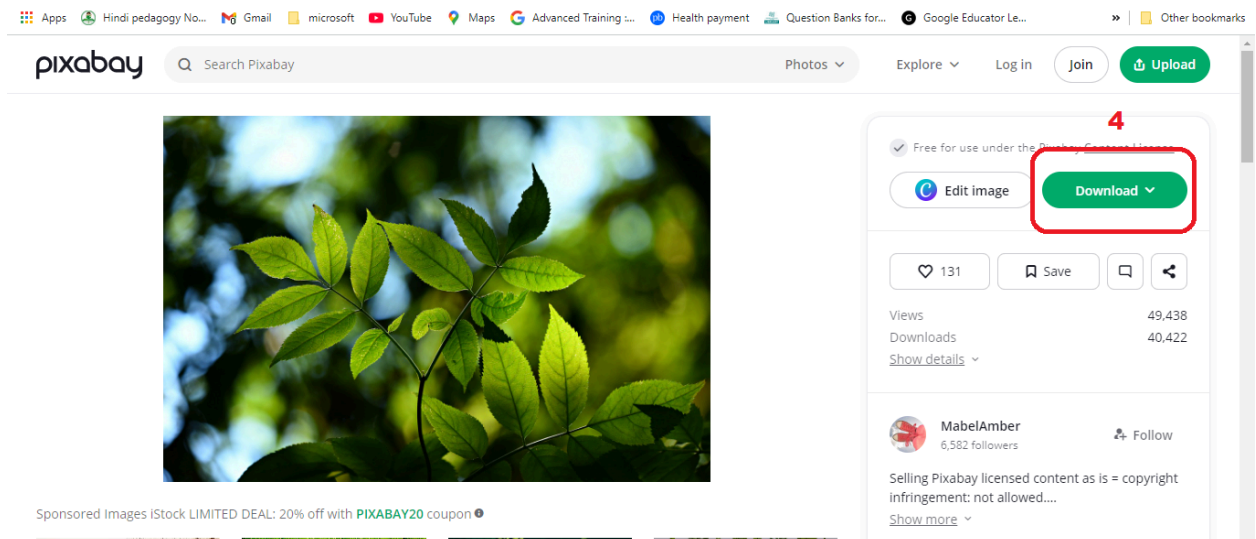 Apps Hindi pedagogy No... Gmail microsoft YouTube Maps Advanced Training :... Health payment Question Banks for... Google Educator Le... » Other bookmarks
pixabay Search Pixabay Photos Explore Log in Join Upload
4
Free for use under the Pixabay Content License
Edit image Download
131 Save
Views 49,438
Downloads 40,422
Show details
MabelAmber
6,582 followers
Follow
Selling Pixabay licensed content as is = copyright
infringement: not allowed....
Show more
Sponsored Images iStock LIMITED DEAL: 20% off with PIXABAY20 coupon